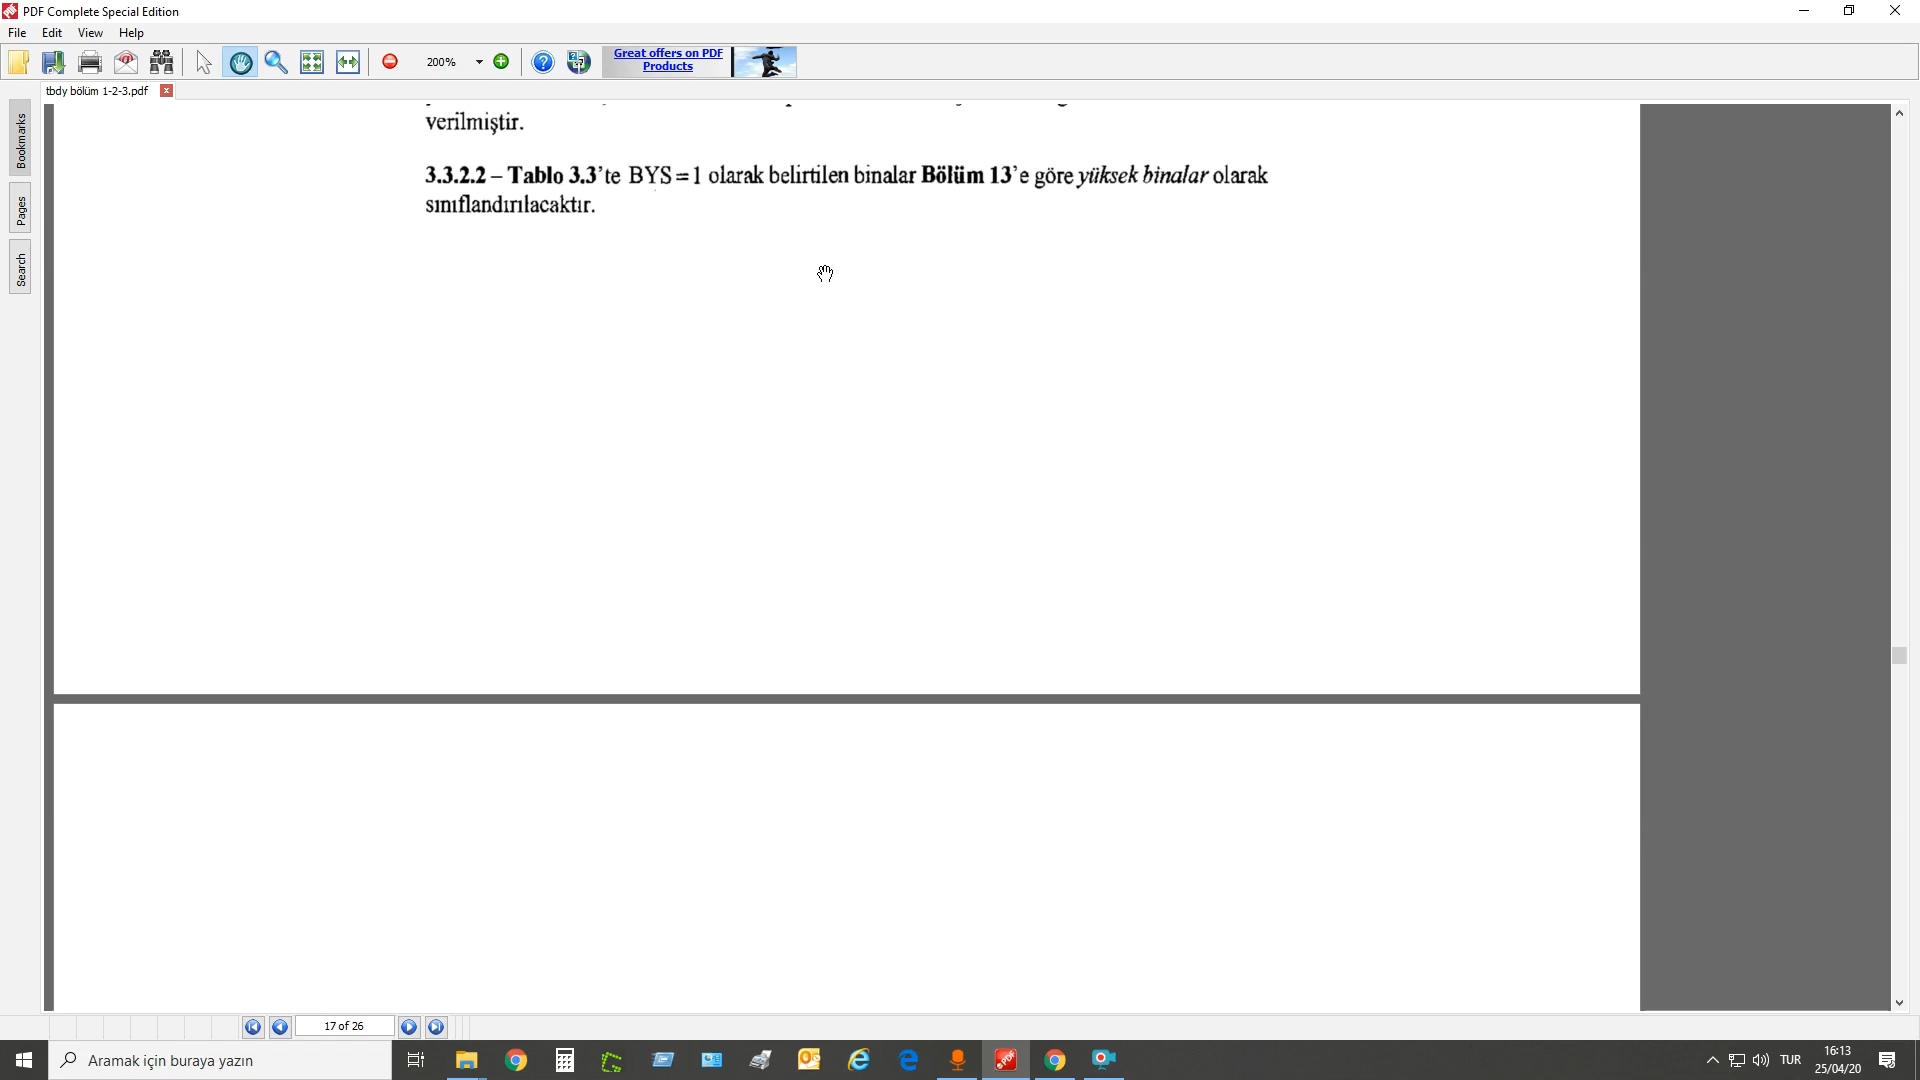 PDF Complete Special Edition
File Edit View Help
200%
Great offers on PDF
Products
tbdy bölüm 1-2-3.pdf
Bookmarks
Pages
Search
verilmiştir.
3.3.2.2 – Tablo 3.3’te BYS=1 olarak belirtilen binalar Bölüm 13’e göre yüksek binalar olarak
sınıflandırılacaktır.
17 of 26
Aramak için buraya yazın
TUR
16:13
25/04/20